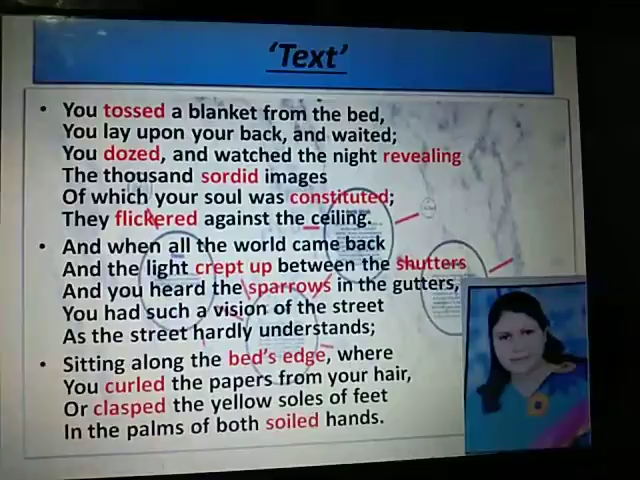 'Text'
• You tossed a blanket from the bed,
You lay upon your back, and waited;
You dozed, and watched the night revealing
The thousand sordid images
Of which your soul was constituted;
They flickered against the ceiling.
• And when all the world came back
And the light crept up between the shutters
And you heard the sparrows in the gutters,
You had such a vision of the street
As the street hardly understands;
• Sitting along the bed's edge, where
You curled the papers from your hair,
Or clasped the yellow soles of feet
In the palms of both soiled hands.